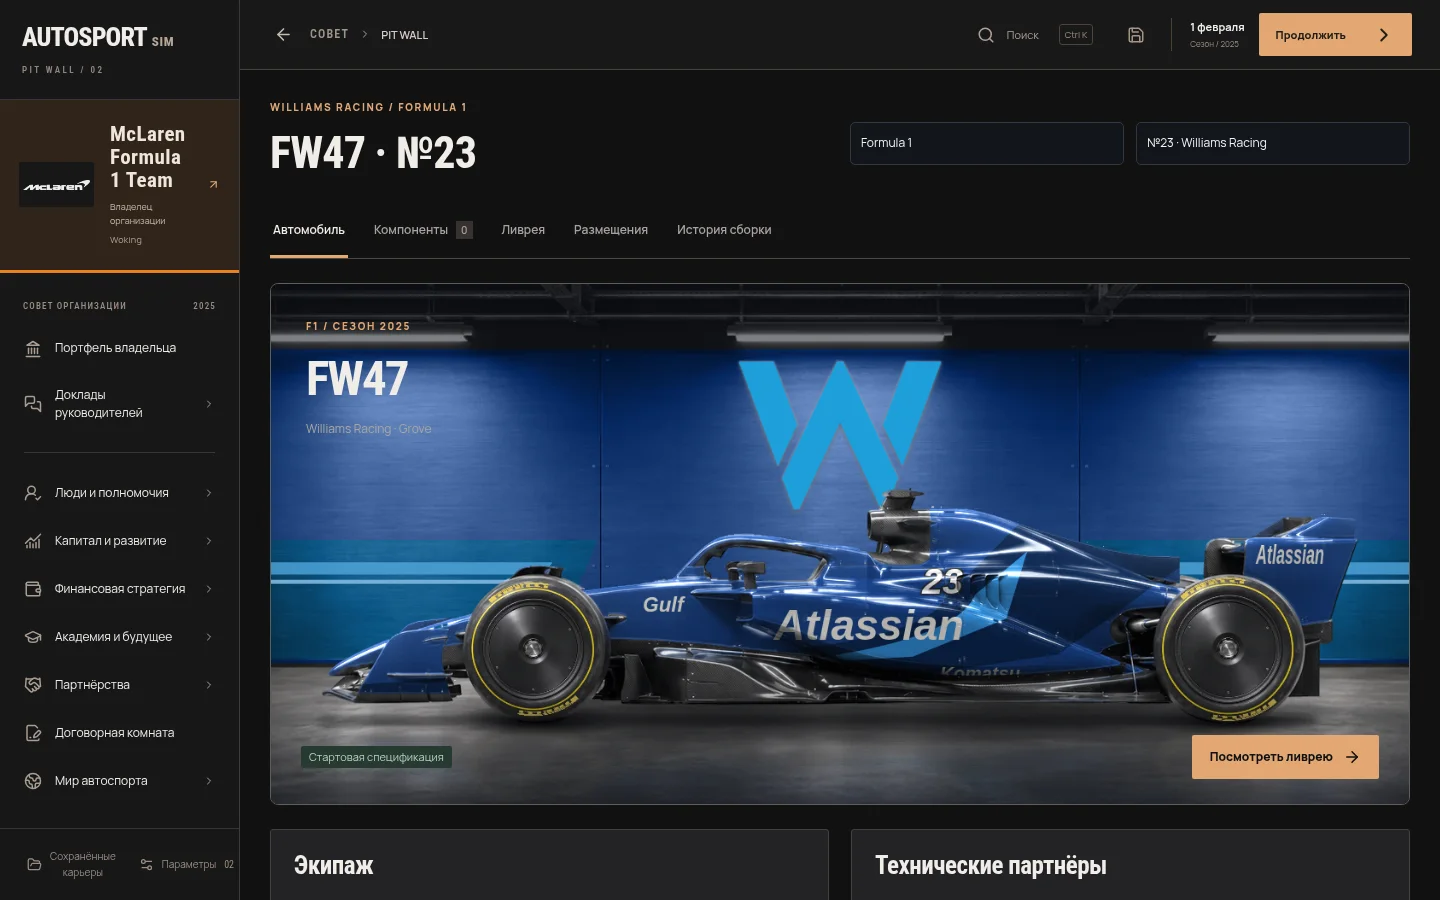 AUTOSPORT SIM
PIT WALL / 02
McLaren
McLaren
Formula
1 Team
Владелец
организации
Woking
СОВЕТ ОРГАНИЗАЦИИ 2025
Портфель владельца
Доклады
руководителей
Люди и полномочия
Капитал и развитие
Финансовая стратегия
Академия и будущее
Партнёрства
Договорная комната
Мир автоспорта
Сохранённые
карьеры
Параметры 02
СОВЕТ PIT WALL
Поиск Ctrl K
1 февраля
Сезон / 2025
Продолжить
WILLIAMS RACING / FORMULA 1
FW47 · №23
Formula 1
№23 · Williams Racing
Автомобиль
Компоненты 0
Ливрея
Размещения
История сборки
F1 / СЕЗОН 2025
FW47
Williams Racing · Grove
Gulf
23
Atlassian
Komatsu
Atlassian
Стартовая спецификация
Посмотреть ливрею
Экипаж
Технические партнёры